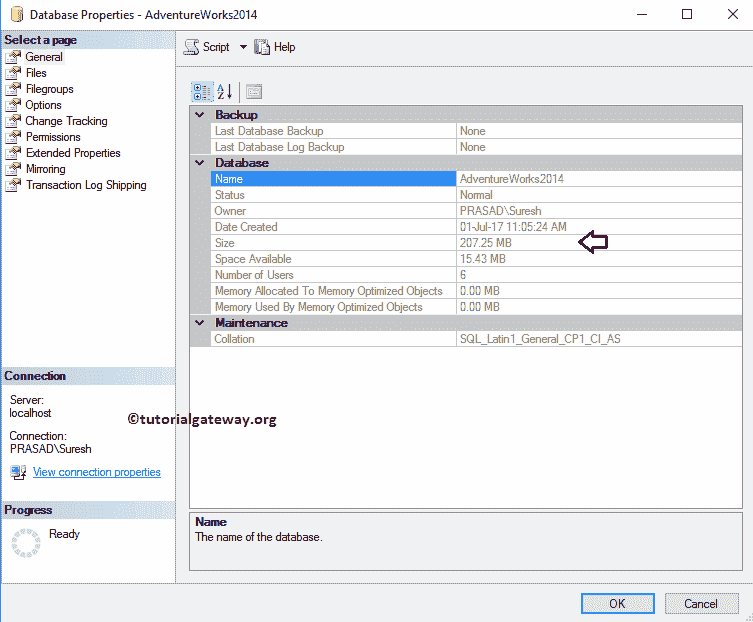 Database Properties - AdventureWorks2014
Select a page
General
Files
Filegroups
Options
Change Tracking
Permissions
Extended Properties
Mirroring
Transaction Log Shipping
Connection
Server:
localhost
Connection:
PRASAD\Suresh
View connection properties
Progress
Ready
Script Help
Backup
Last Database Backup None
Last Database Log Backup None
Database
Name AdventureWorks2014
Status Normal
Owner PRASAD\Suresh
Date Created 01-Jul-17 11:05:24 AM
Size 207.25 MB
Space Available 15.43 MB
Number of Users 6
Memory Allocated To Memory Optimized Objects 0.00 MB
Memory Used By Memory Optimized Objects 0.00 MB
Maintenance
Collation SQL_Latin1_General_CP1_CI_AS
©tutorialgateway.org
Name
The name of the database.
OK Cancel